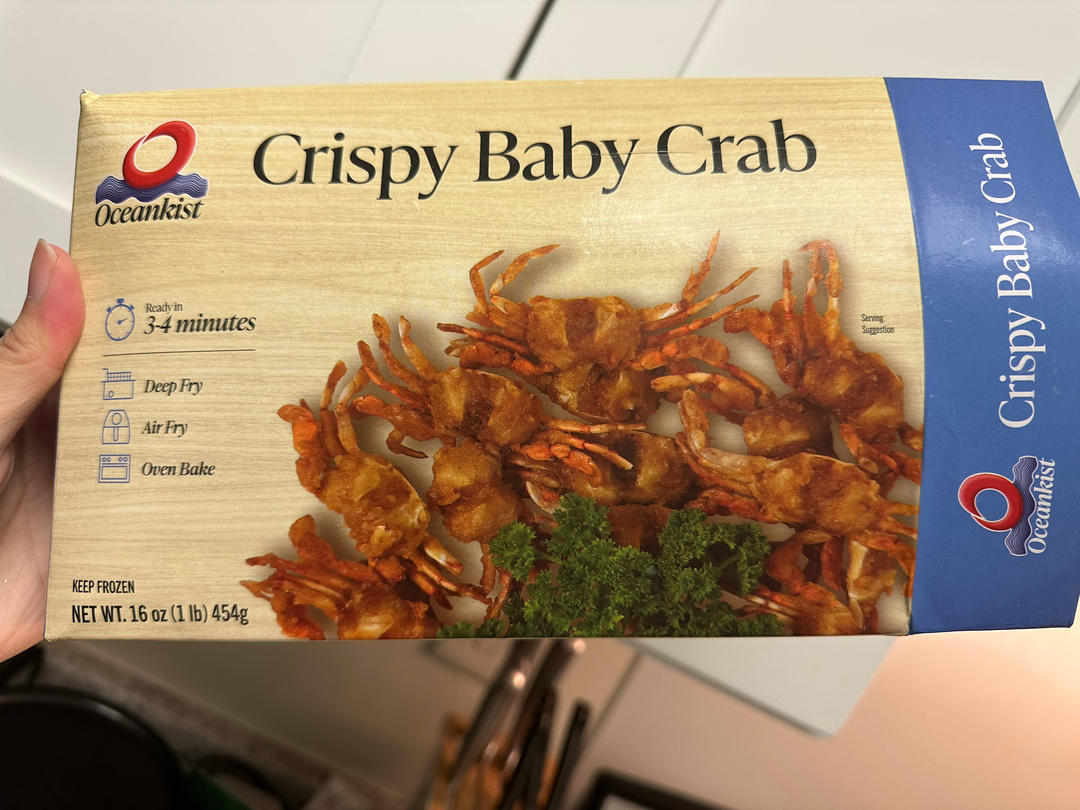 Oceankist
Crispy Baby Crab
Ready in
3-4 minutes
Deep Fry
Air Fry
Oven Bake
Serving
Suggestion
KEEP FROZEN
NET WT. 16 oz (1 lb) 454g
Crispy Baby Crab
Oceankist